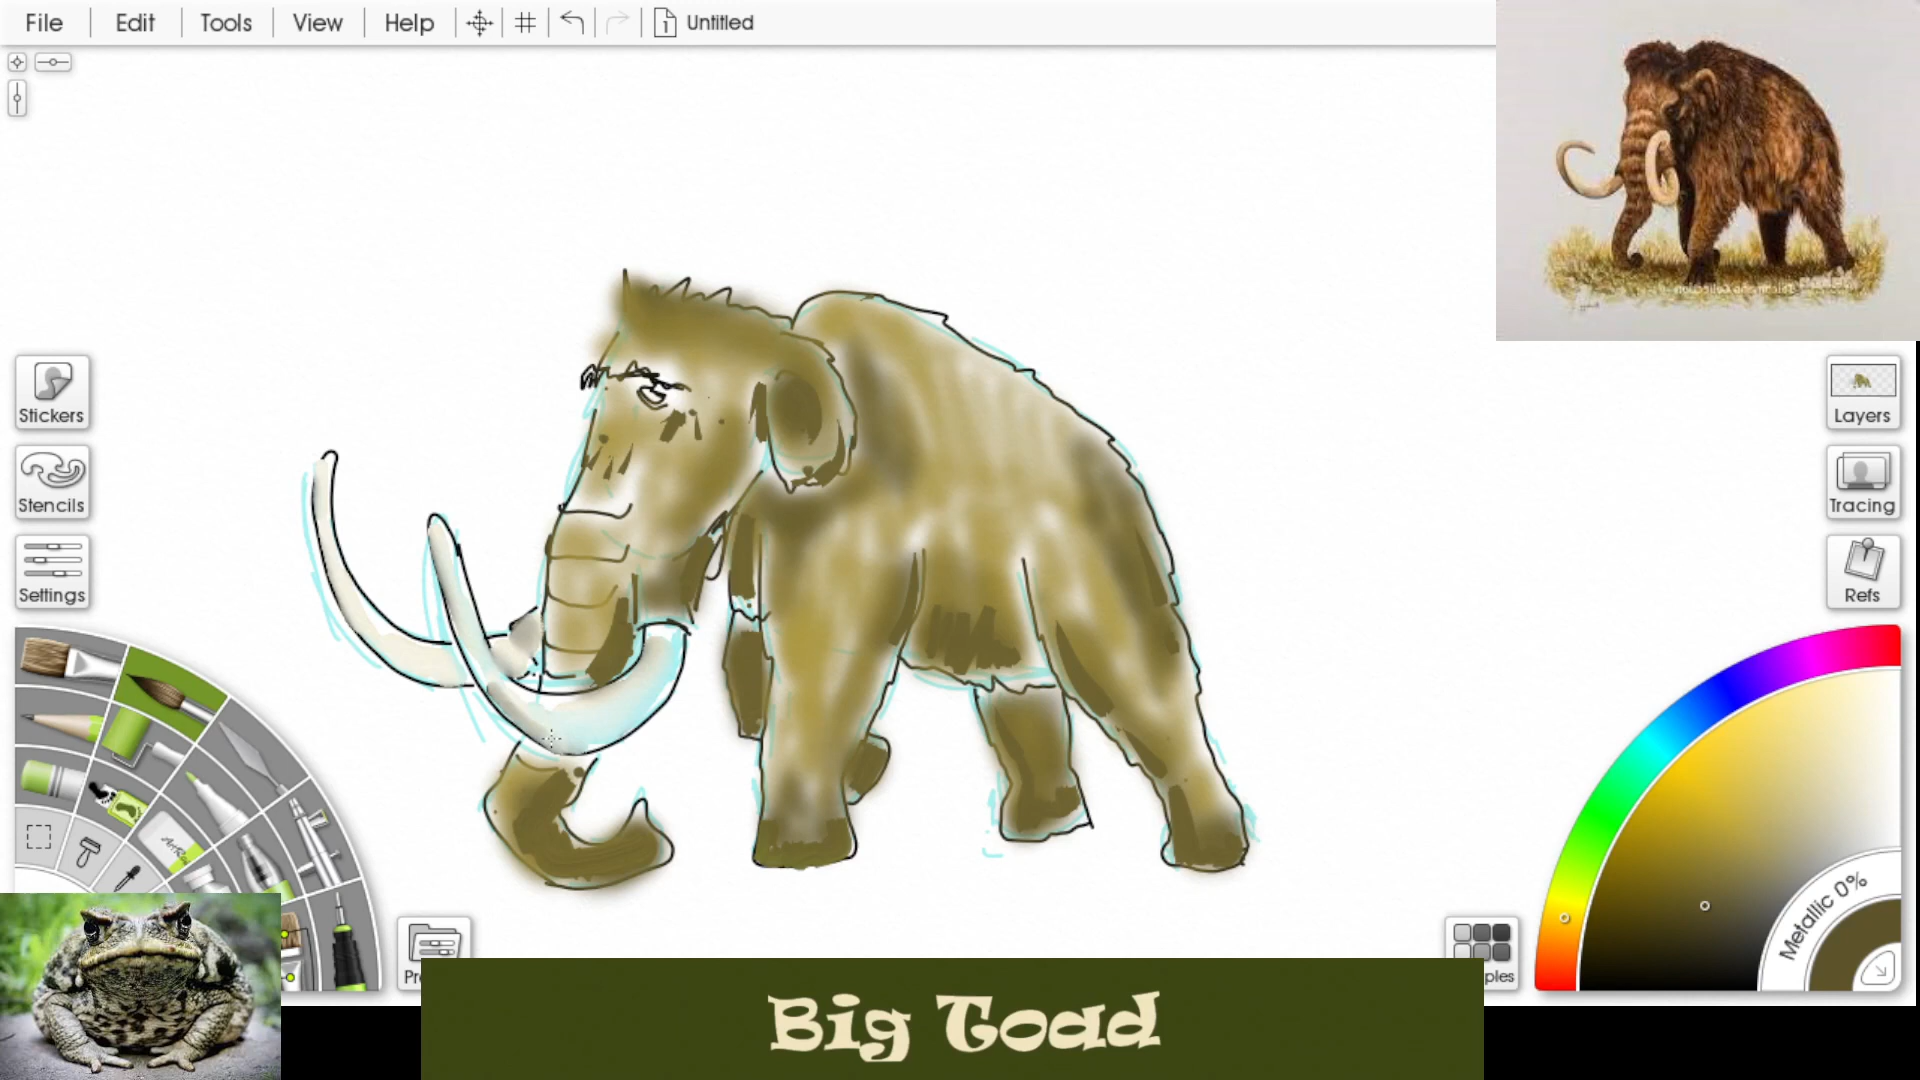 File
Edit
Tools
View
Help
Untitled
Stickers
Stencils
Settings
Layers
Tracing
Refs
Metallic 0%
Big Toad